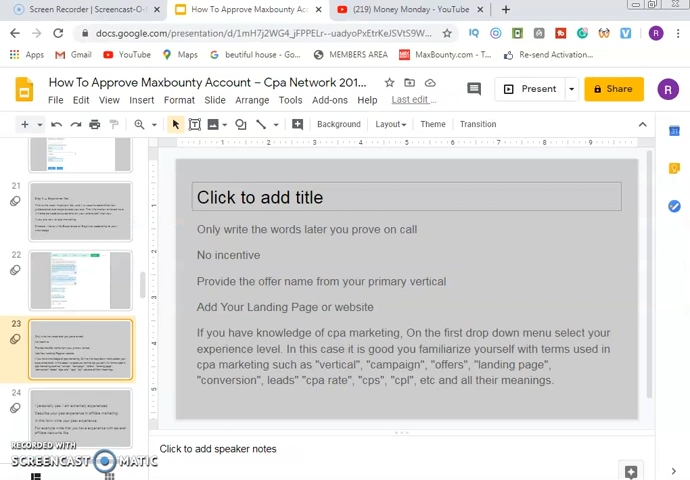 Screen Recorder | Screencast-O-
How To Approve Maxbounty Acco
(219) Money Monday - YouTube
docs.google.com/presentation/d/1mH7j2WG4_jFPPELr--uadyoPxEtrKeJSVtS9W...
Apps
Gmail
YouTube
Maps
beutiful house - Go...
MEMBERS AREA
MaxBounty.com - T...
Re-send Activation...
How To Approve Maxbounty Account – Cpa Network 201...
File Edit View Insert Format Slide Arrange Tools Add-ons Help Last edit ...
Present
Share
R
Background Layout Theme Transition
21
22
23
24
Click to add title
Only write the words later you prove on call
No incentive
Provide the offer name from your primary vertical
Add Your Landing Page or website
If you have knowledge of cpa marketing, On the first drop down menu select your
experience level. In this case it is good you familiarize yourself with terms used in
cpa marketing such as "vertical", "campaign", "offers", "landing page",
"conversion", leads" "cpa rate", "cps", "cpl", etc and all their meanings.
Click to add speaker notes
RECORDED WITH
SCREENCAST MATIC